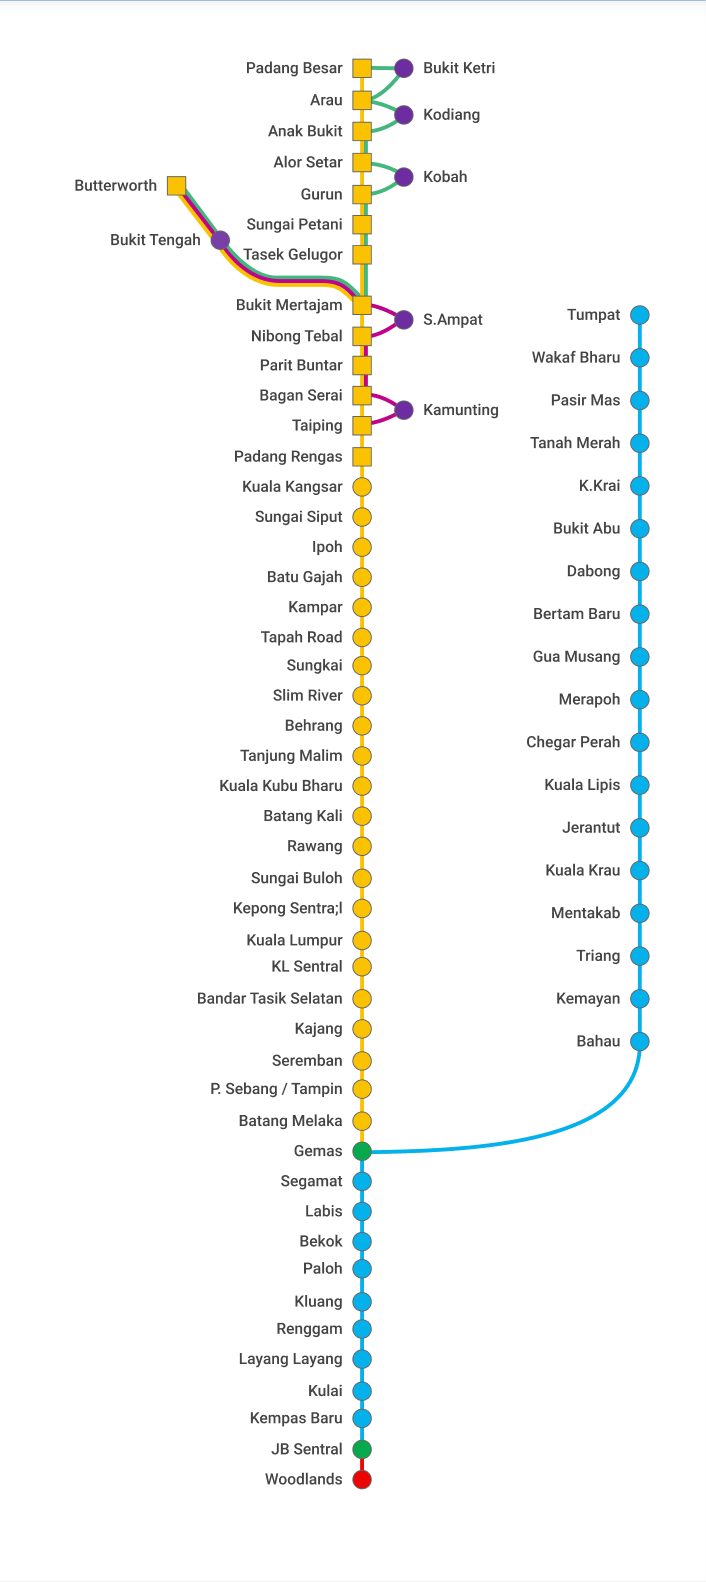 Padang Besar
Bukit Ketri
Arau
Kodiang
Anak Bukit
Alor Setar
Kobah
Butterworth
Gurun
Sungai Petani
Bukit Tengah
Tasek Gelugor
Bukit Mertajam
S.Ampat
Nibong Tebal
Parit Buntar
Bagan Serai
Kamunting
Taiping
Padang Rengas
Kuala Kangsar
Sungai Siput
Ipoh
Batu Gajah
Kampar
Tapah Road
Sungkai
Slim River
Behrang
Tanjung Malim
Kuala Kubu Bharu
Batang Kali
Rawang
Sungai Buloh
Kepong Sentra;l
Kuala Lumpur
KL Sentral
Bandar Tasik Selatan
Kajang
Seremban
P. Sebang / Tampin
Batang Melaka
Gemas
Segamat
Labis
Bekok
Paloh
Kluang
Renggam
Layang Layang
Kulai
Kempas Baru
JB Sentral
Woodlands
Tumpat
Wakaf Bharu
Pasir Mas
Tanah Merah
K.Krai
Bukit Abu
Dabong
Bertam Baru
Gua Musang
Merapoh
Chegar Perah
Kuala Lipis
Jerantut
Kuala Krau
Mentakab
Triang
Kemayan
Bahau